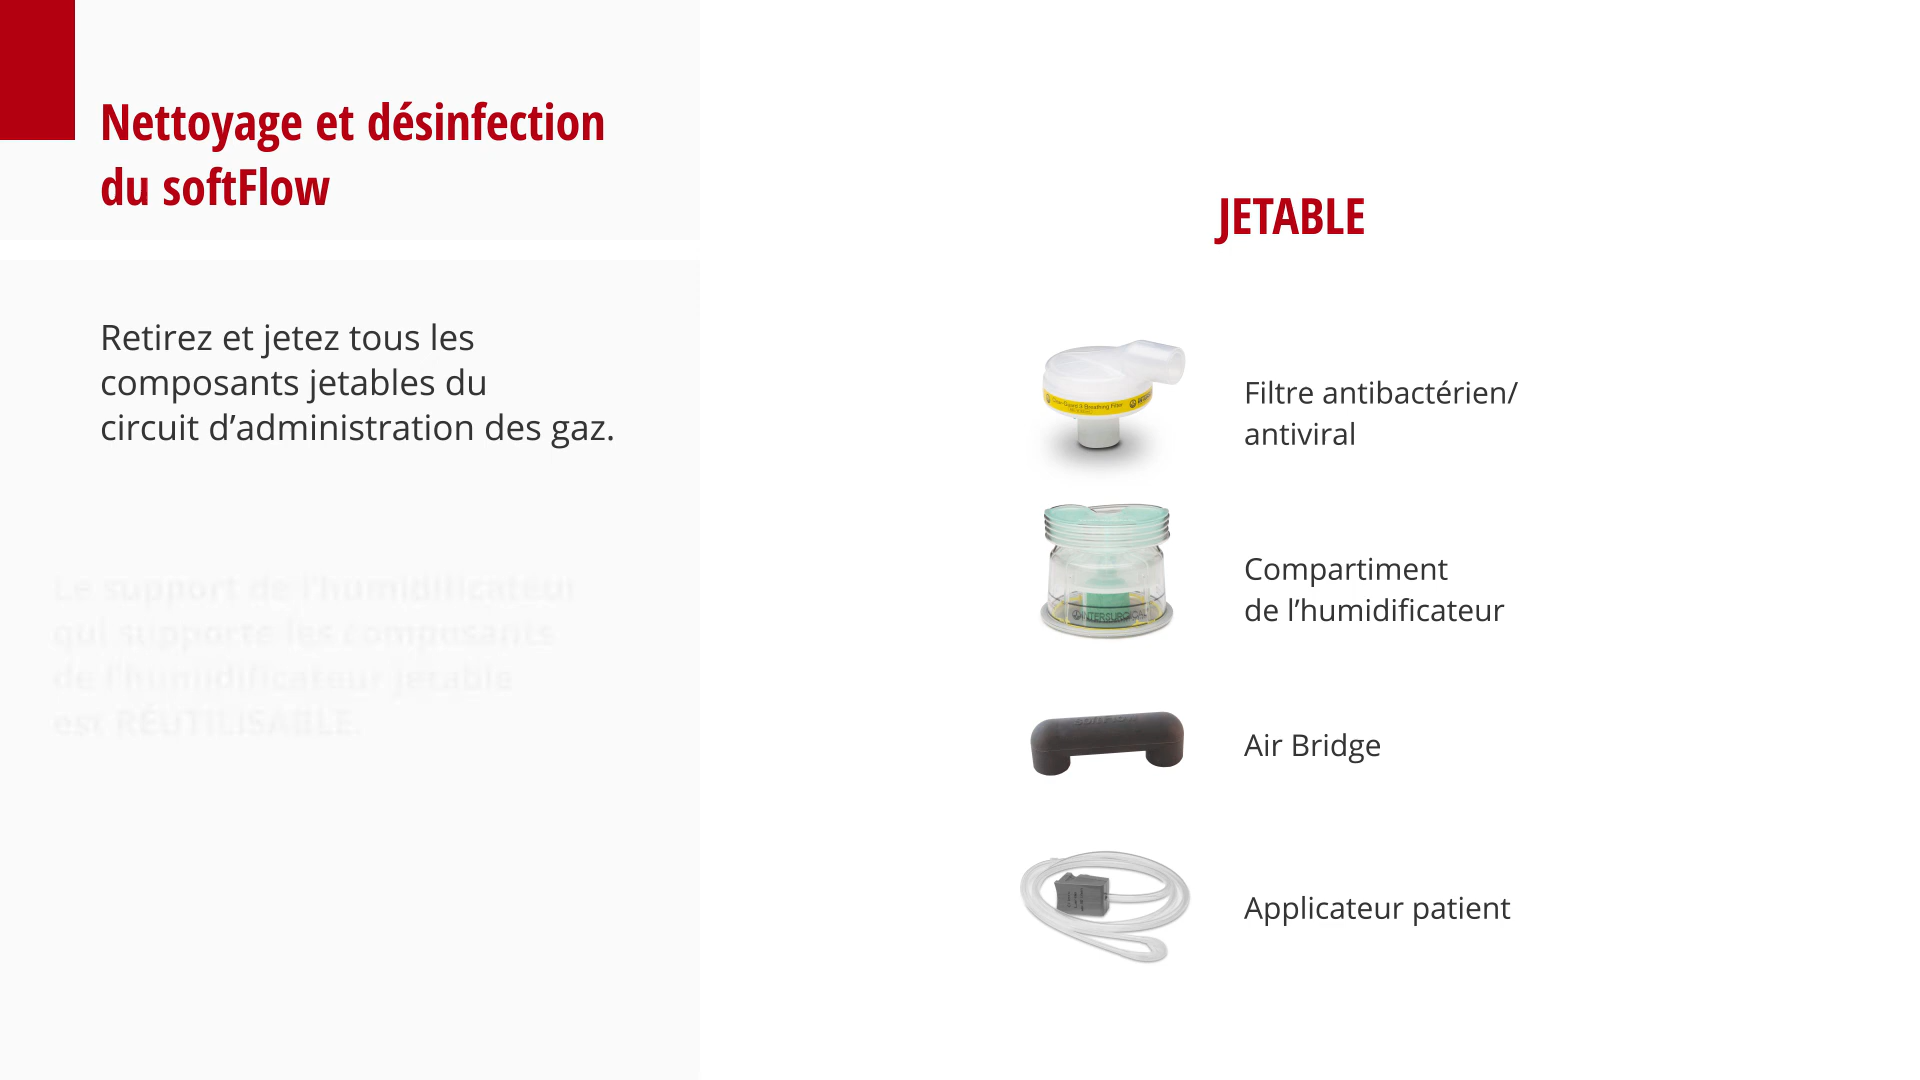 Nettoyage et désinfection
du softFlow
Retirez et jetez tous les
composants jetables du
circuit d’administration des gaz.
Le support de l’humidificateur
qui supporte les composants
de l’humidificateur jetable
est RÉUTILISABLE.
JETABLE
Filtre antibactérien/
antiviral
INTERSURGICAL
Compartiment
de l’humidificateur
Air Bridge
Applicateur patient